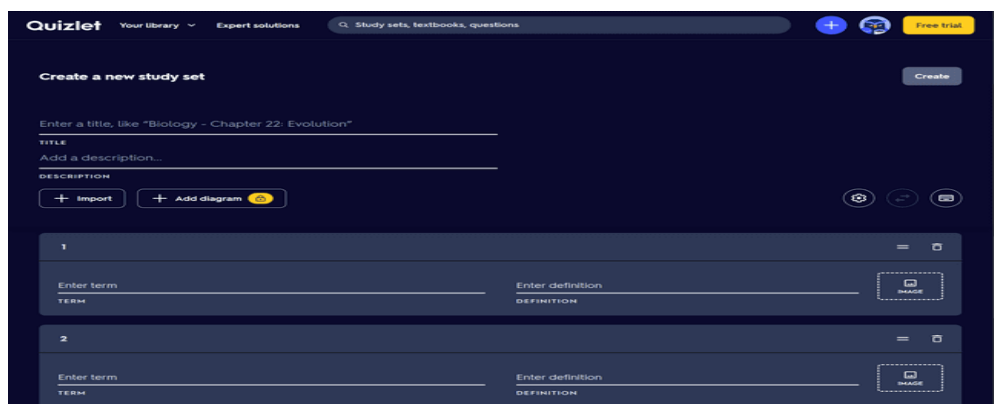 Quizlet Your library Expert solutions Study sets, textbooks, questions Free trial
Create a new study set Create
Enter a title, like "Biology - Chapter 22: Evolution"
TITLE
Add a description...
DESCRIPTION
+ Import + Add diagram
1
Enter term Enter definition
TERM DEFINITION IMAGE
2
Enter term Enter definition
TERM DEFINITION IMAGE